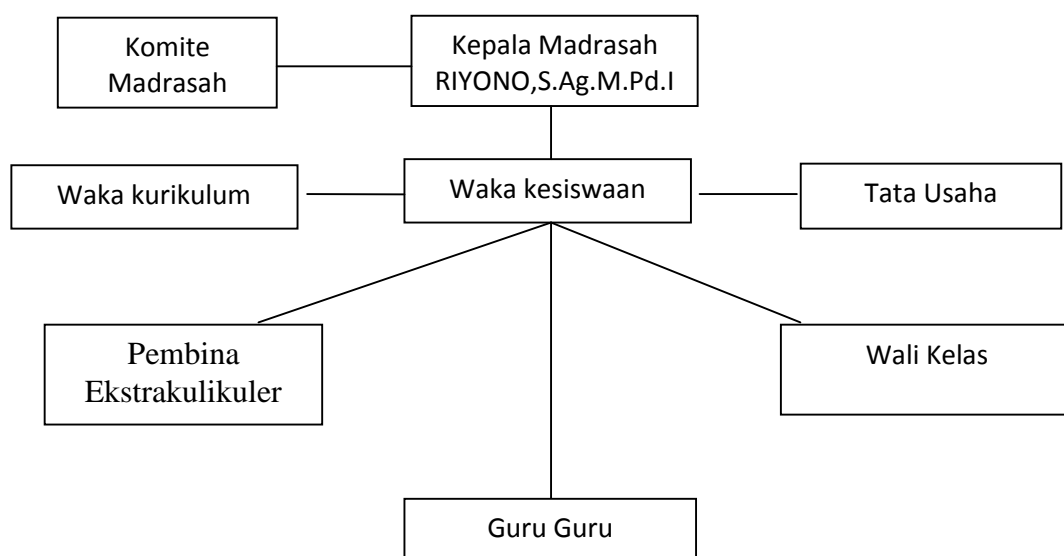 Komite
Madrasah
Kepala Madrasah
RIYONO,S.Ag.M.Pd.I
Waka kurikulum
Waka kesiswaan
Tata Usaha
Pembina
Ekstrakulikuler
Wali Kelas
Guru Guru